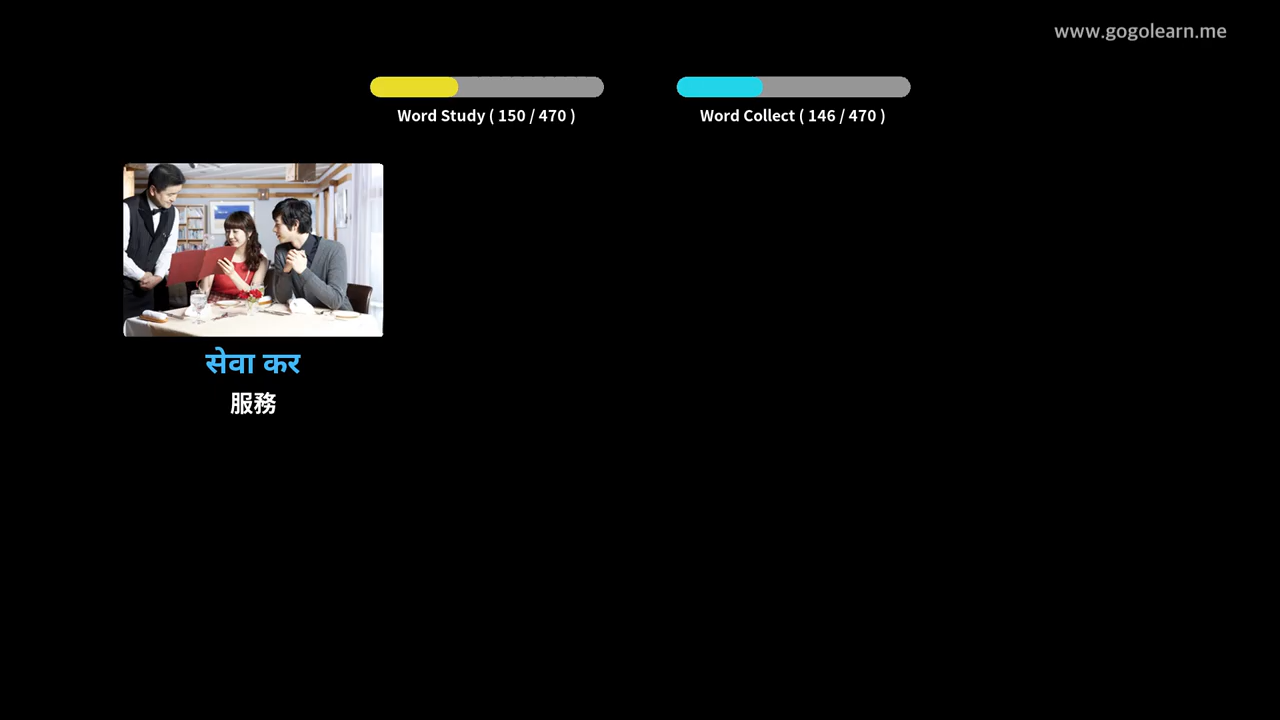 www.gogolearn.me
Word Study ( 150 / 470 )
Word Collect ( 146 / 470 )
सेवा कर
服務